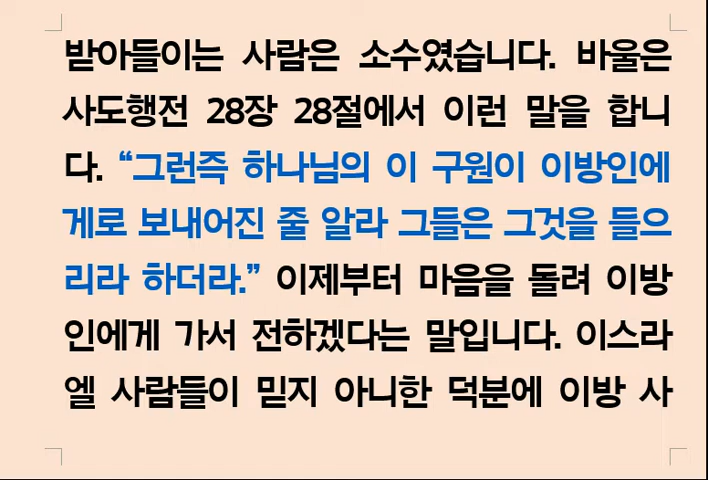 받아들이는 사람은 소수였습니다. 바울은
사도행전 28장 28절에서 이런 말을 합니
다. “그런즉 하나님의 이 구원이 이방인에
게로 보내어진 줄 알라 그들은 그것을 들으
리라 하더라.” 이제부터 마음을 돌려 이방
인에게 가서 전하겠다는 말입니다. 이스라
엘 사람들이 믿지 아니한 덕분에 이방 사